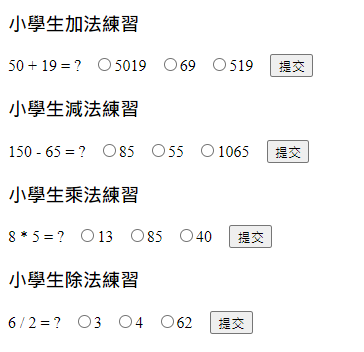 小學生加法練習
50 + 19 = ? 5019 69 519 提交
小學生減法練習
150 - 65 = ? 85 55 1065 提交
小學生乘法練習
8 * 5 = ? 13 85 40 提交
小學生除法練習
6 / 2 = ? 3 4 62 提交